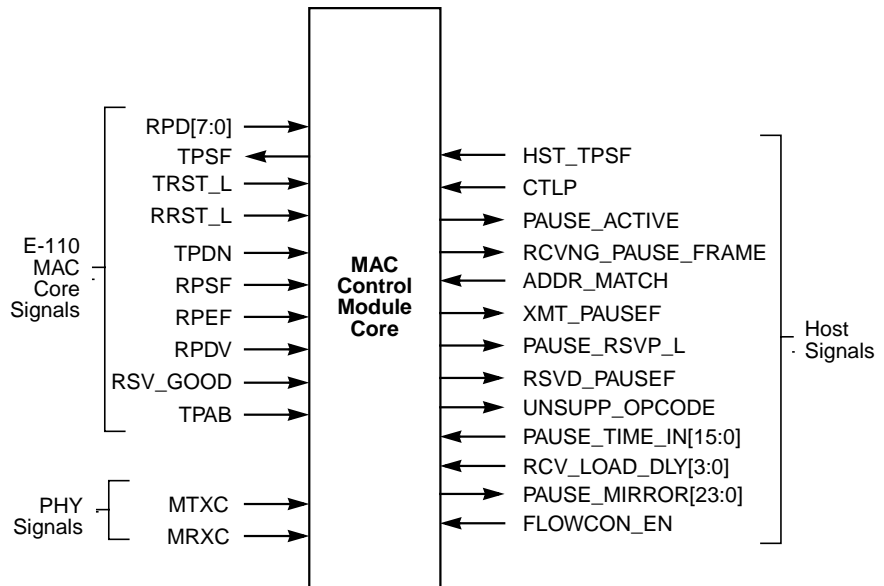 RPD[7:0]
TPSF
TRST_L
RRST_L
TPDN
RPSF
RPEF
RPDV
RSV_GOOD
TPAB
E-110
MAC
Core
Signals
PHY
Signals
MTXC
MRXC
MAC
Control
Module
Core
HST_TPSF
CTLP
PAUSE_ACTIVE
RCVNG_PAUSE_FRAME
ADDR_MATCH
XMT_PAUSEF
PAUSE_RSVP_L
RSVD_PAUSEF
UNSUPP_OPCODE
PAUSE_TIME_IN[15:0]
RCV_LOAD_DLY[3:0]
PAUSE_MIRROR[23:0]
FLOWCON_EN
Host
Signals